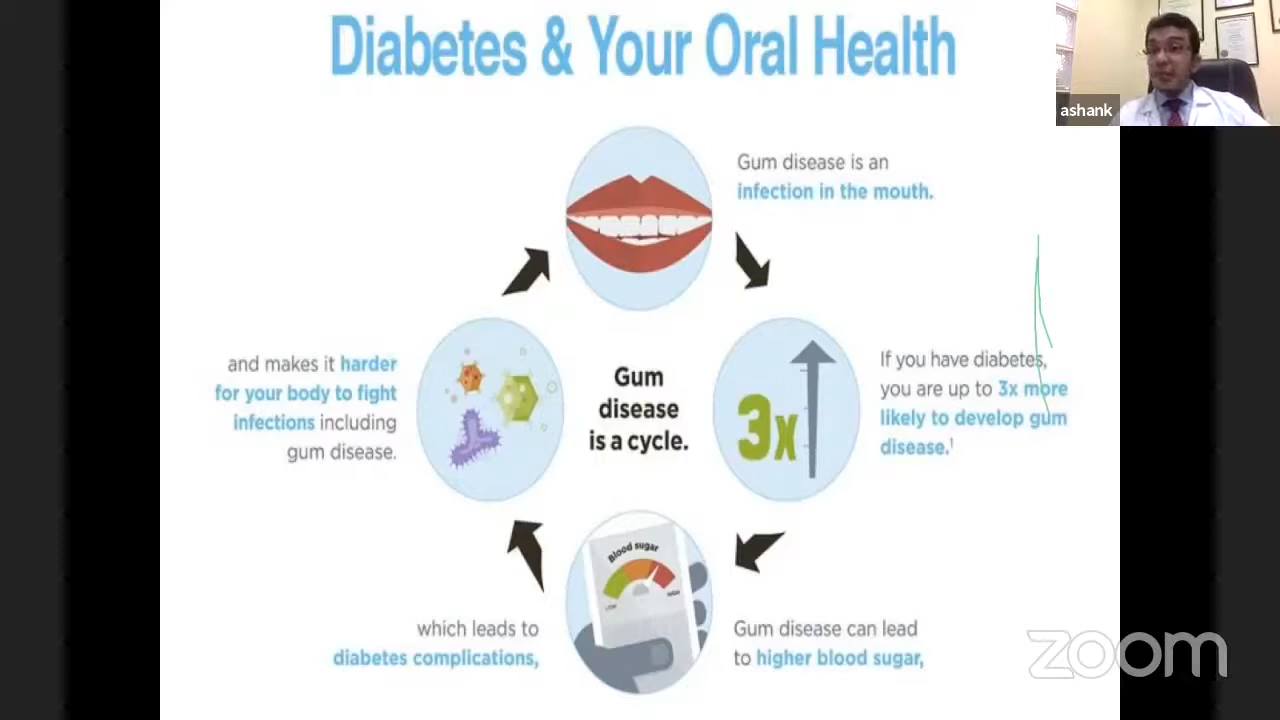 Diabetes & Your Oral Health
ashank
Gum disease is an
infection in the mouth.
If you have diabetes,
you are up to 3x more
likely to develop gum
disease.¹
3x
Gum
disease
is a cycle.
and makes it harder
for your body to fight
infections including
gum disease.
Blood sugar
LOW
HIGH
Gum disease can lead
to higher blood sugar,
which leads to
diabetes complications,
zoom